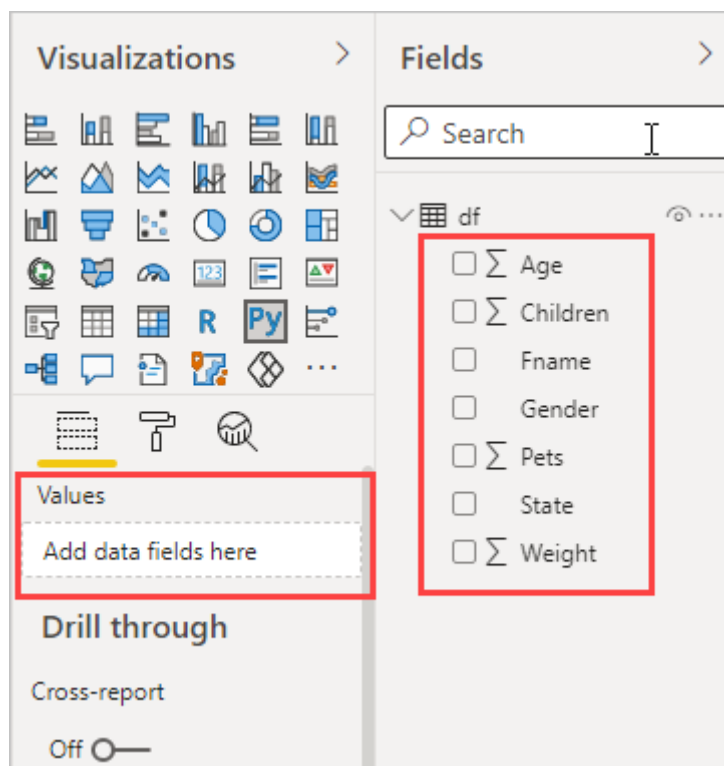 Visualizations
123
R
Py
Values
Add data fields here
Drill through
Cross-report
Off
Fields
Search
df
∑ Age
∑ Children
Fname
Gender
∑ Pets
State
∑ Weight